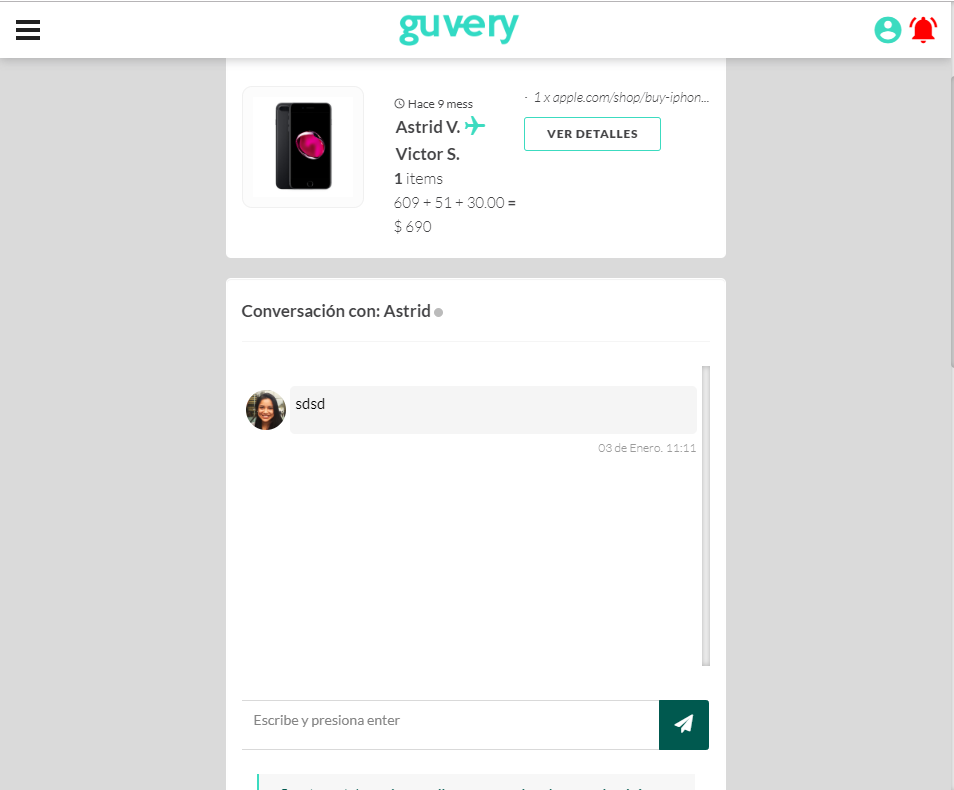 guvery
Hace 9 mess
Astrid V.
Victor S.
1 items
609 + 51 + 30.00 =
$ 690
- 1 x apple.com/shop/buy-iphon...
VER DETALLES
Conversación con: Astrid
sdsd
03 de Enero. 11:11
Escribe y presiona enter